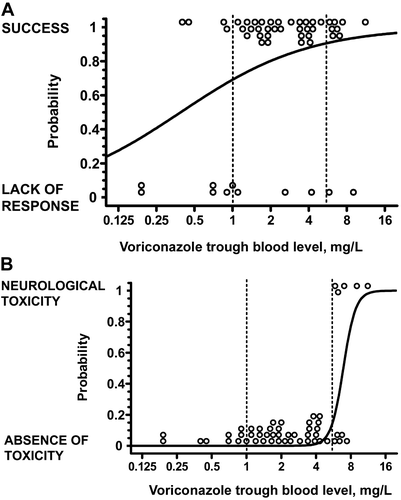 A
SUCCESS
1
0.8
0.6
0.4
0.2
0
Probability
LACK OF
RESPONSE
0.125 0.25 0.5 1 2 4 8 16
Voriconazole trough blood level, mg/L
B
NEUROLOGICAL
TOXICITY
1
0.8
0.6
0.4
0.2
0
Probability
ABSENCE OF
TOXICITY
0.125 0.25 0.5 1 2 4 8 16
Voriconazole trough blood level, mg/L